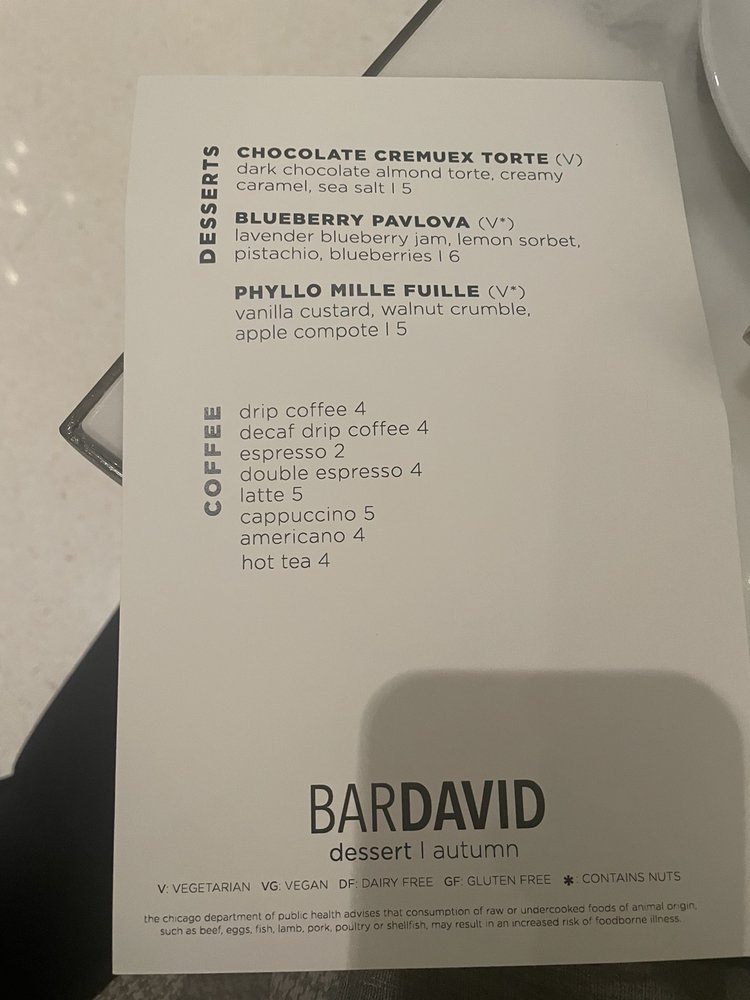 DESSERTS
CHOCOLATE CREMUEX TORTE (V)
dark chocolate almond torte, creamy
caramel, sea salt | 5
BLUEBERRY PAVLOVA (V*)
lavender blueberry jam, lemon sorbet,
pistachio, blueberries | 6
PHYLLO MILLE FUILLE (V*)
vanilla custard, walnut crumble,
apple compote | 5
COFFEE
drip coffee 4
decaf drip coffee 4
espresso 2
double espresso 4
latte 5
cappuccino 5
americano 4
hot tea 4
BARDAVID
dessert | autumn
V: VEGETARIAN VG: VEGAN DF: DAIRY FREE GF: GLUTEN FREE *: CONTAINS NUTS
the chicago department of public health advises that consumption of raw or undercooked foods of animal origin,
such as beef, eggs, fish, lamb, pork, poultry or shellfish, may result in an increased risk of foodborne illness.